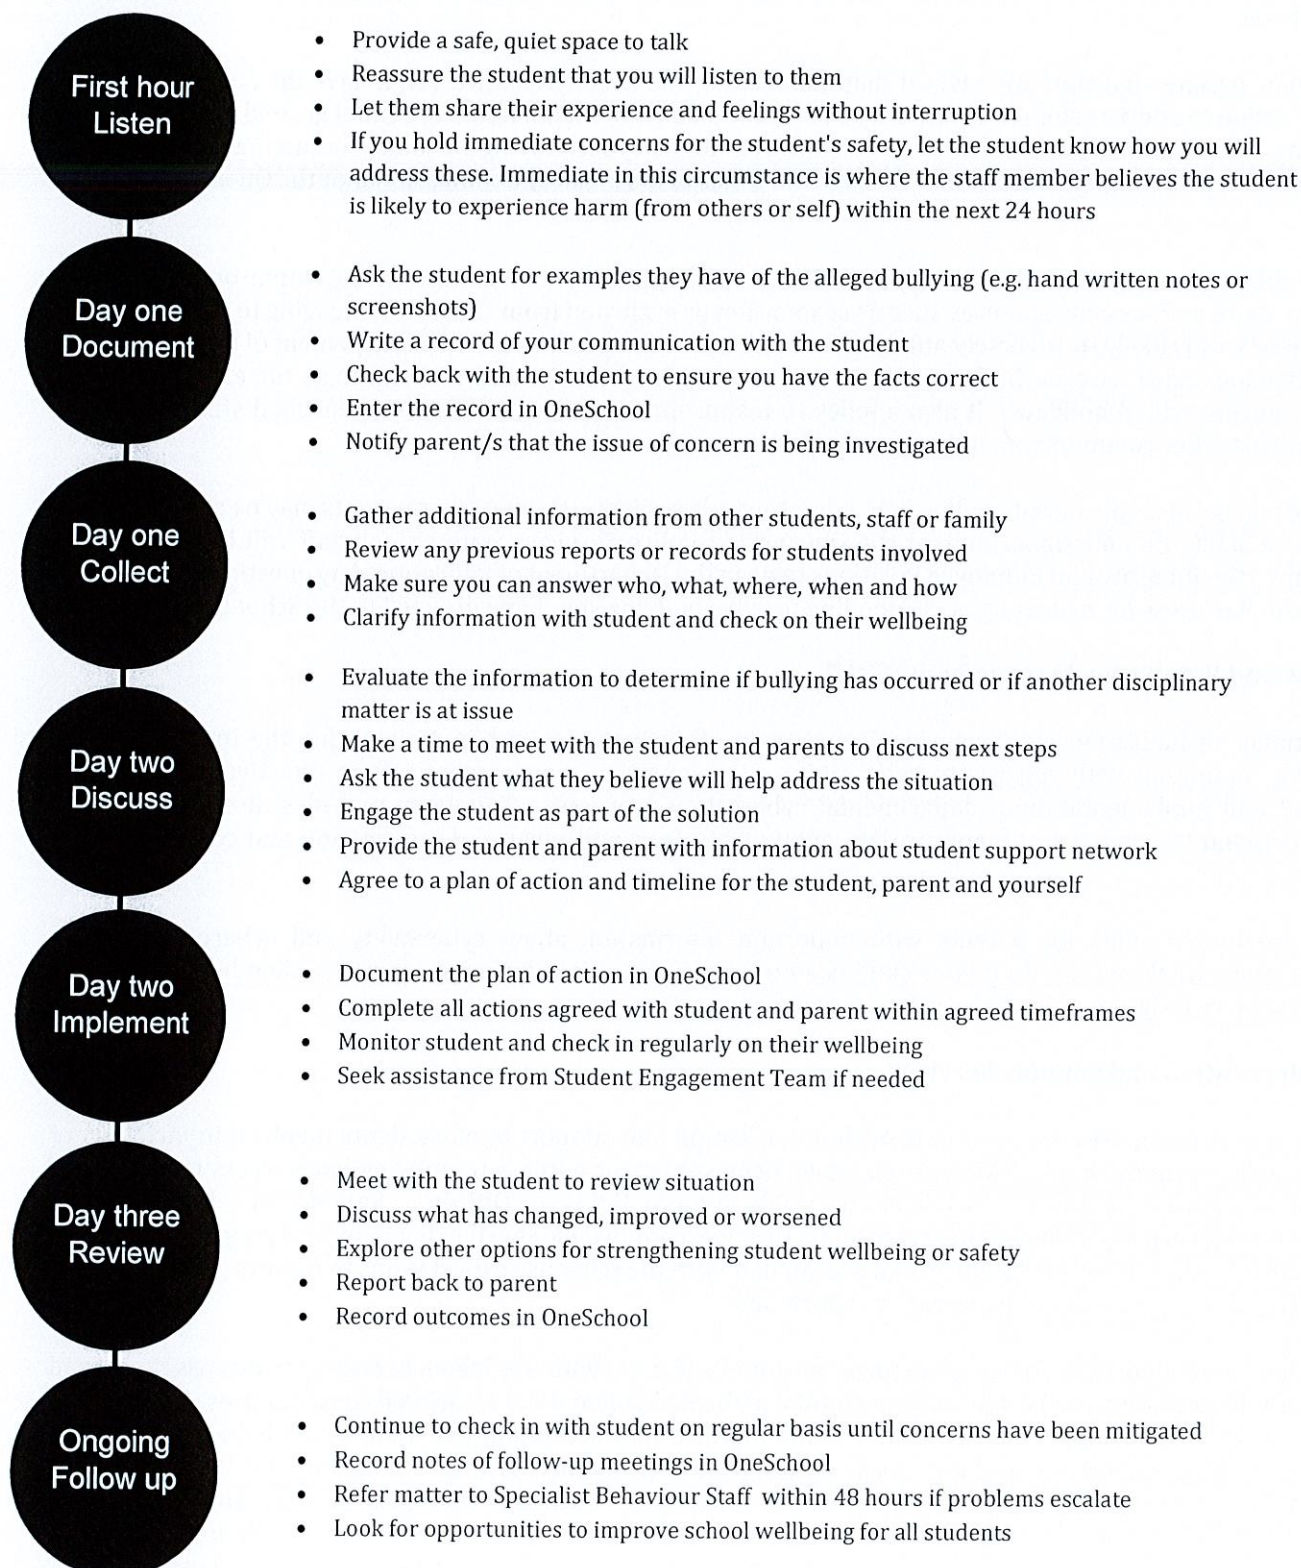 First hour
Listen
• Provide a safe, quiet space to talk
• Reassure the student that you will listen to them
• Let them share their experience and feelings without interruption
• If you hold immediate concerns for the student's safety, let the student know how you will
address these. Immediate in this circumstance is where the staff member believes the student
is likely to experience harm (from others or self) within the next 24 hours
Day one
Document
• Ask the student for examples they have of the alleged bullying (e.g. hand written notes or
screenshots)
• Write a record of your communication with the student
• Check back with the student to ensure you have the facts correct
• Enter the record in OneSchool
• Notify parent/s that the issue of concern is being investigated
Day one
Collect
• Gather additional information from other students, staff or family
• Review any previous reports or records for students involved
• Make sure you can answer who, what, where, when and how
• Clarify information with student and check on their wellbeing
Day two
Discuss
• Evaluate the information to determine if bullying has occurred or if another disciplinary
matter is at issue
• Make a time to meet with the student and parents to discuss next steps
• Ask the student what they believe will help address the situation
• Engage the student as part of the solution
• Provide the student and parent with information about student support network
• Agree to a plan of action and timeline for the student, parent and yourself
Day two
Implement
• Document the plan of action in OneSchool
• Complete all actions agreed with student and parent within agreed timeframes
• Monitor student and check in regularly on their wellbeing
• Seek assistance from Student Engagement Team if needed
Day three
Review
• Meet with the student to review situation
• Discuss what has changed, improved or worsened
• Explore other options for strengthening student wellbeing or safety
• Report back to parent
• Record outcomes in OneSchool
Ongoing
Follow up
• Continue to check in with student on regular basis until concerns have been mitigated
• Record notes of follow-up meetings in OneSchool
• Refer matter to Specialist Behaviour Staff within 48 hours if problems escalate
• Look for opportunities to improve school wellbeing for all students